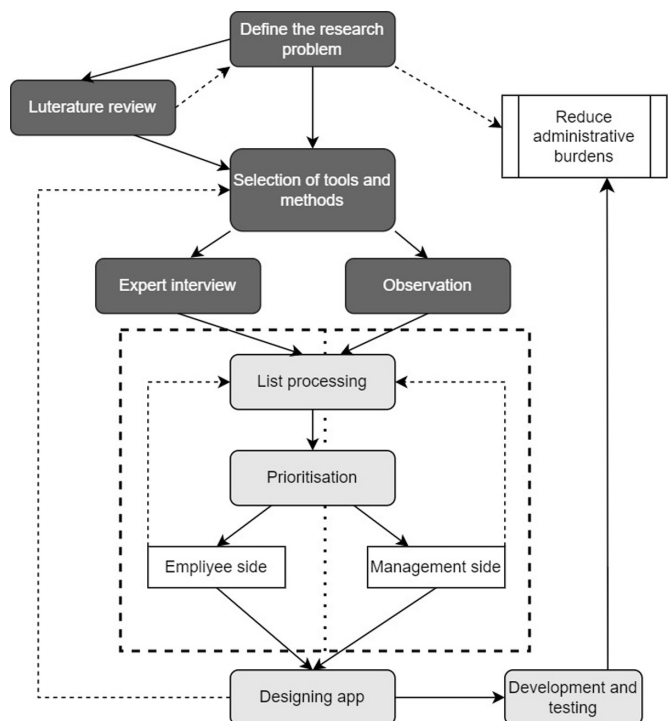 Define the research
problem
Luterature review
Reduce
administrative
burdens
Selection of tools and
methods
Expert interview
Observation
List processing
Prioritisation
Empliyee side
Management side
Designing app
Development and
testing